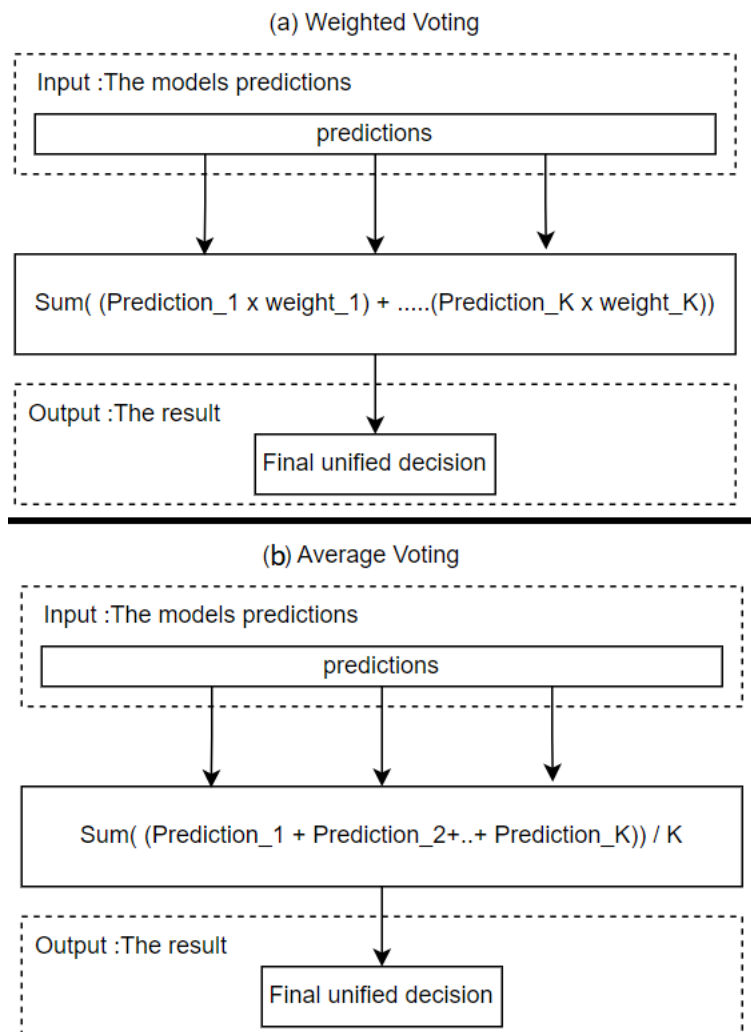 (a) Weighted Voting
Input :The models predictions
predictions
Sum( (Prediction_1 x weight_1) + .....(Prediction_K x weight_K))
Output :The result
Final unified decision
(b) Average Voting
Input :The models predictions
predictions
Sum( (Prediction_1 + Prediction_2+..+ Prediction_K)) / K
Output :The result
Final unified decision